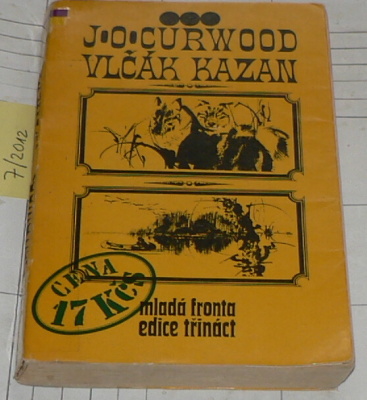 J·O·CURWOOD
VLČÁK KAZAN
7/2012
CENA
17 KČS
mladá fronta
edice třináct